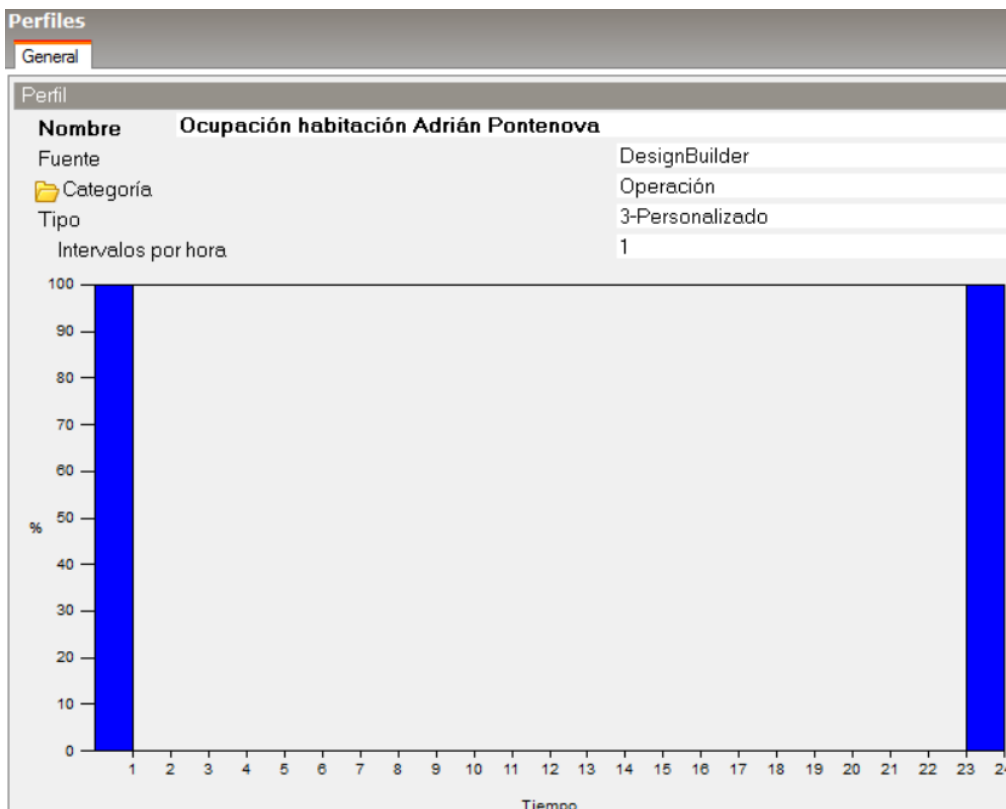 Perfiles
General
Perfil
Nombre Ocupación habitación Adrián Pontenova
Fuente DesignBuilder
Categoría Operación
Tipo 3-Personalizado
Intervalos por hora 1
100
90
80
70
60
%
50
40
30
20
10
0
1 2 3 4 5 6 7 8 9 10 11 12 13 14 15 16 17 18 19 20 21 22 23 24
Tiempo